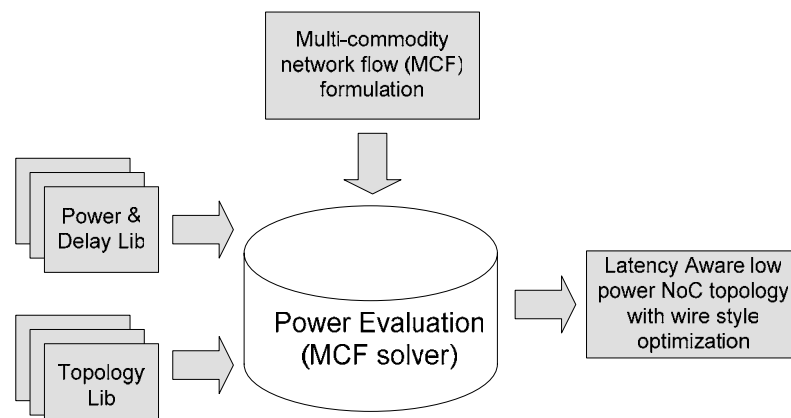 Multi-commodity
network flow (MCF)
formulation
Power &
Delay Lib
Topology
Lib
Power Evaluation
(MCF solver)
Latency Aware low
power NoC topology
with wire style
optimization